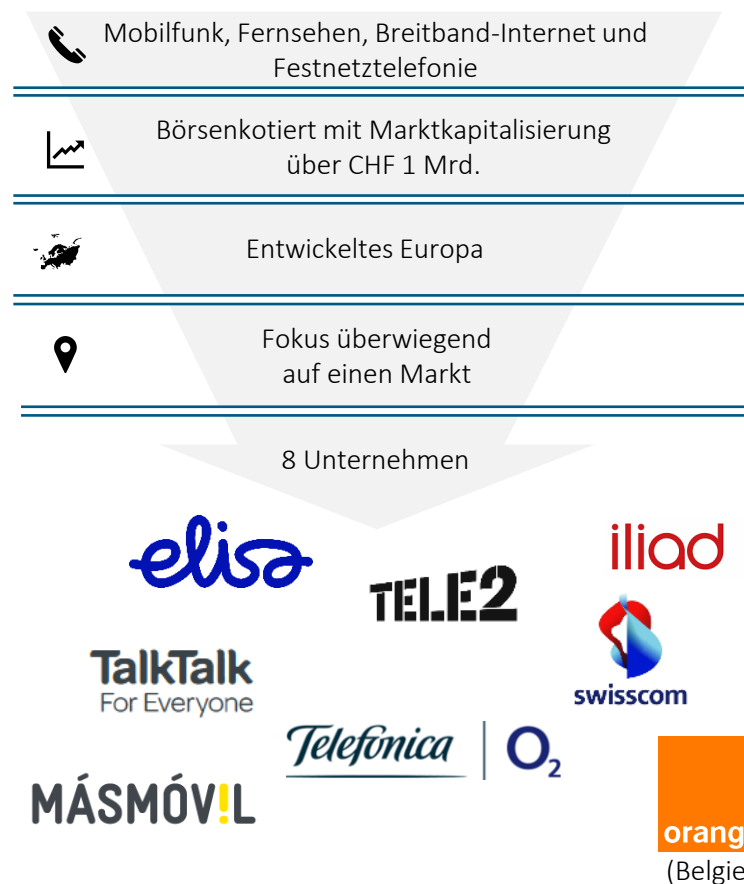 Mobilfunk, Fernsehen, Breitband-Internet und
Festnetztelefonie
Börsenkotiert mit Marktkapitalisierung
über CHF 1 Mrd.
Entwickeltes Europa
Fokus überwiegend
auf einen Markt
8 Unternehmen
elisa
iliad
TELE2
swisscom
TalkTalk
For Everyone
Telefónica | O2
MÁSMÓV!L
orang
(Belgie